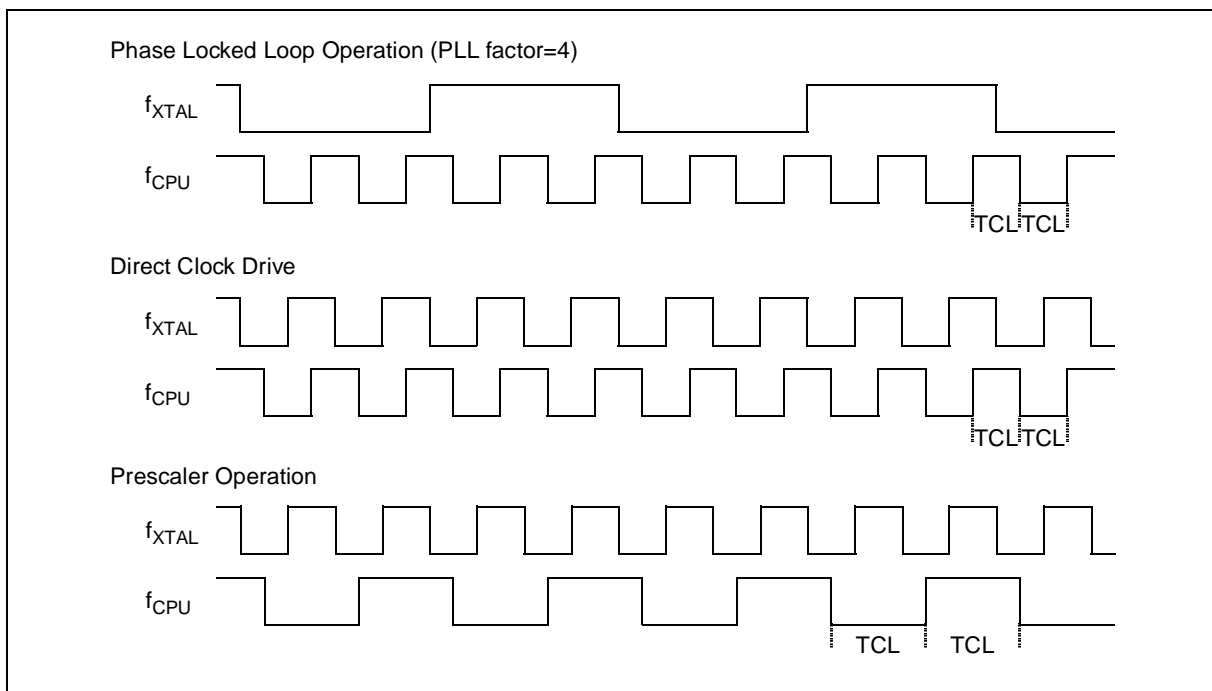 Phase Locked Loop Operation (PLL factor=4)
fXTAL
fCPU
TCL TCL
Direct Clock Drive
fXTAL
fCPU
TCL TCL
Prescaler Operation
fXTAL
fCPU
TCL TCL